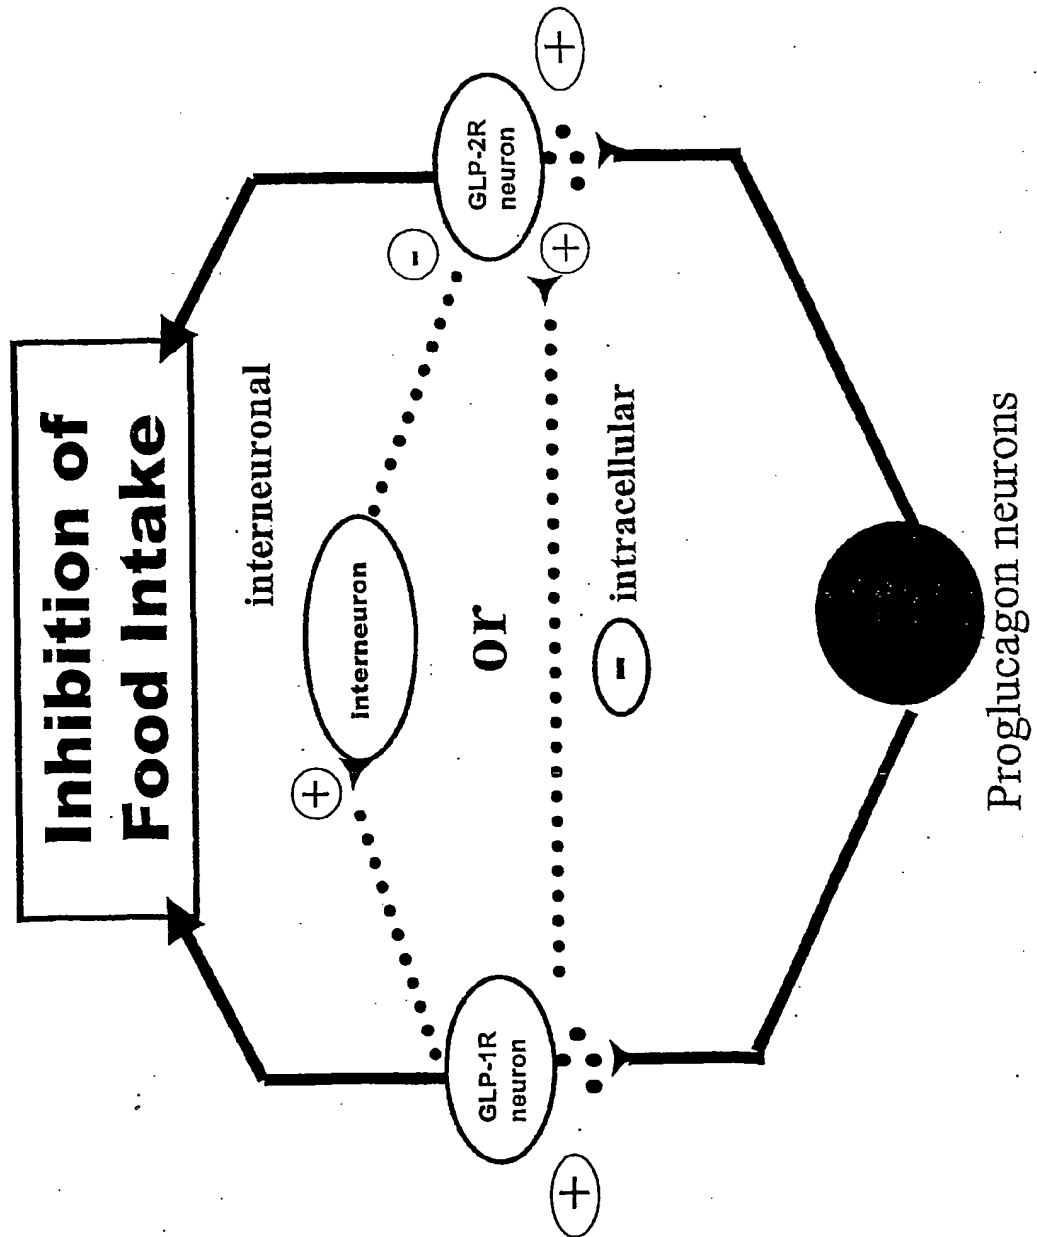 Inhibition of
Food Intake
interneuronal
+
Interneuron
-
or
GLP-1R
neuron
GLP-2R
neuron
+
-
intracellular
+
+
Proglucagon neurons